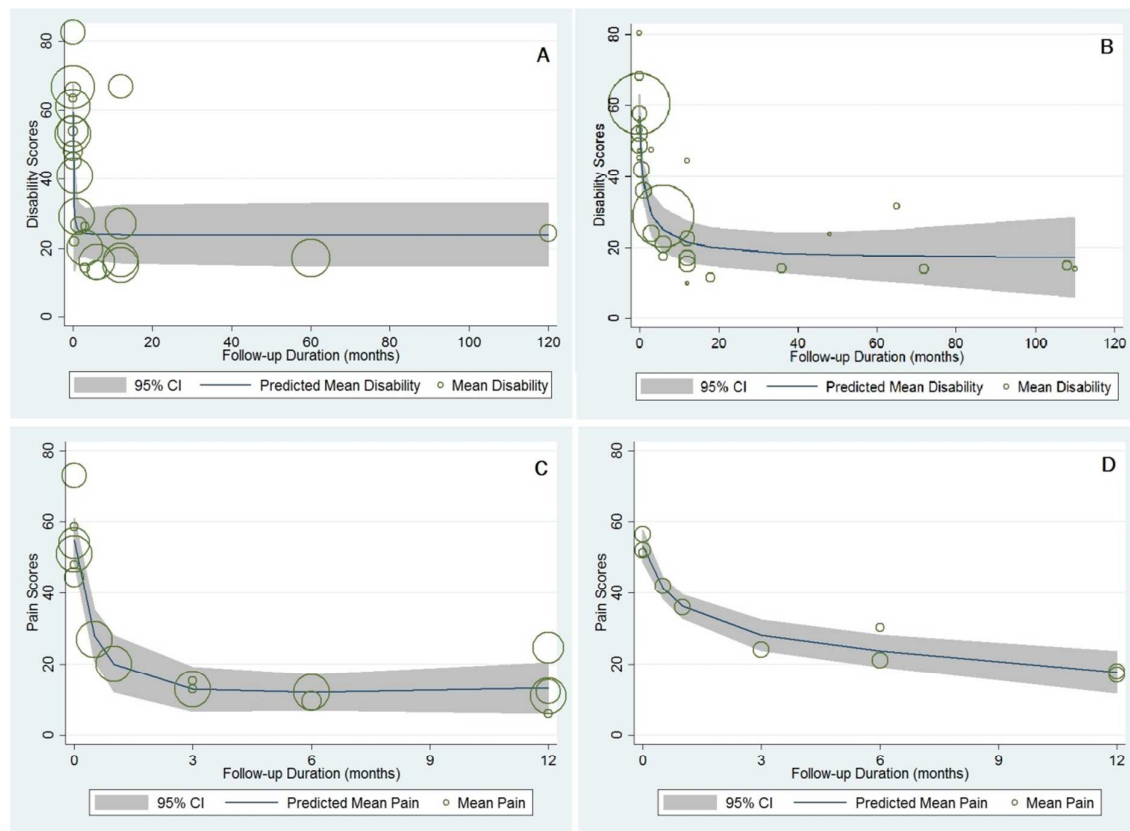 A
Disability Scores
80
60
40
20
0
0 20 40 60 80 100 120
Follow-up Duration (months)
95% CI Predicted Mean Disability Mean Disability
B
Disability Scores
80
60
40
20
0
0 20 40 60 80 100 120
Follow-up Duration (months)
95% CI Predicted Mean Disability Mean Disability
C
Pain Scores
80
60
40
20
0
0 3 6 9 12
Follow-up Duration (months)
95% CI Predicted Mean Pain Mean Pain
D
Pain Scores
80
60
40
20
0
0 3 6 9 12
Follow-up Duration (months)
95% CI Predicted Mean Pain Mean Pain